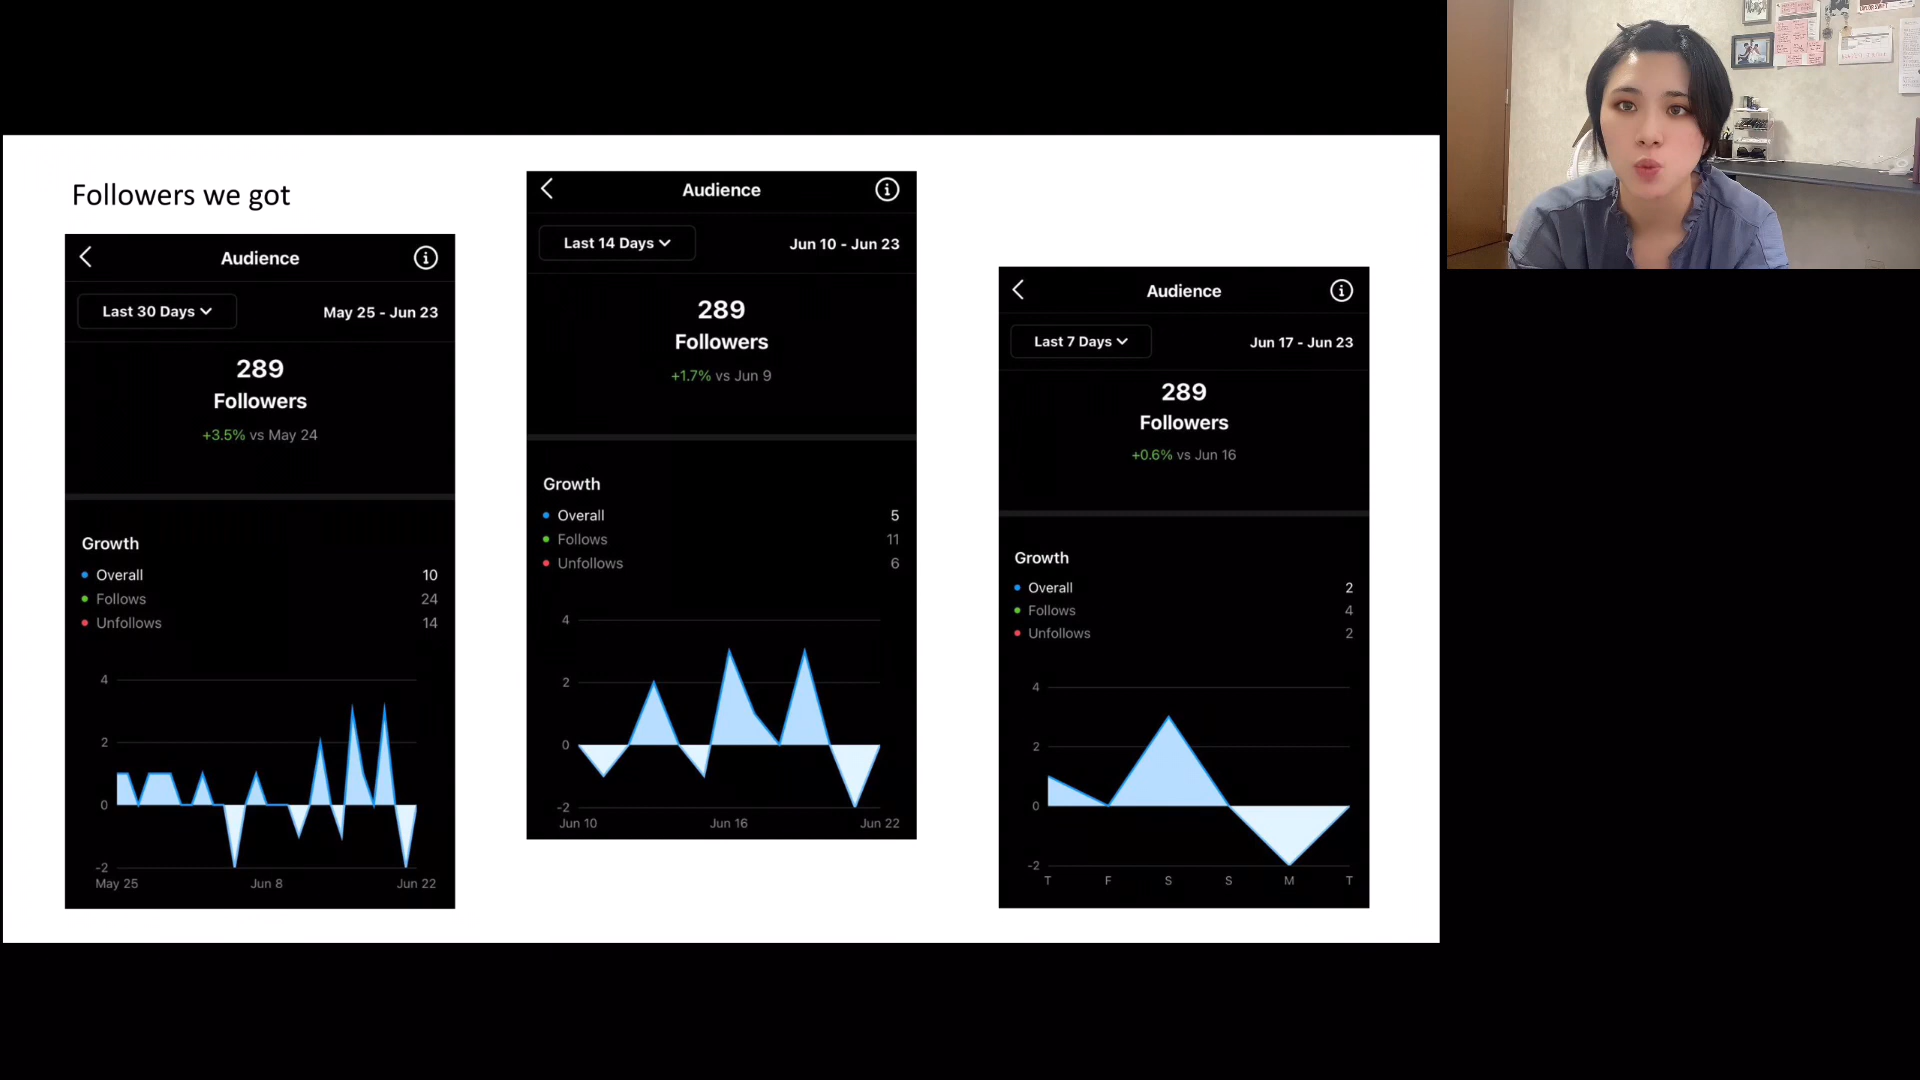 Followers we got
Audience
Last 30 Days
May 25 - Jun 23
289
Followers
+3.5% vs May 24
Growth
Overall 10
Follows 24
Unfollows 14
4
2
0
-2
May 25 Jun 8 Jun 22
Audience
Last 14 Days
Jun 10 - Jun 23
289
Followers
+1.7% vs Jun 9
Growth
Overall 5
Follows 11
Unfollows 6
4
2
0
-2
Jun 10 Jun 16 Jun 22
Audience
Last 7 Days
Jun 17 - Jun 23
289
Followers
+0.6% vs Jun 16
Growth
Overall 2
Follows 4
Unfollows 2
4
2
0
-2
T F S S M T